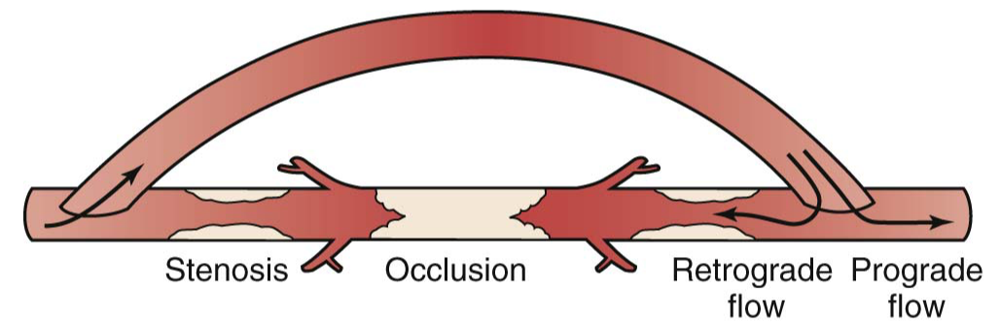 Stenosis
Occlusion
Retrograde
flow
Prograde
flow